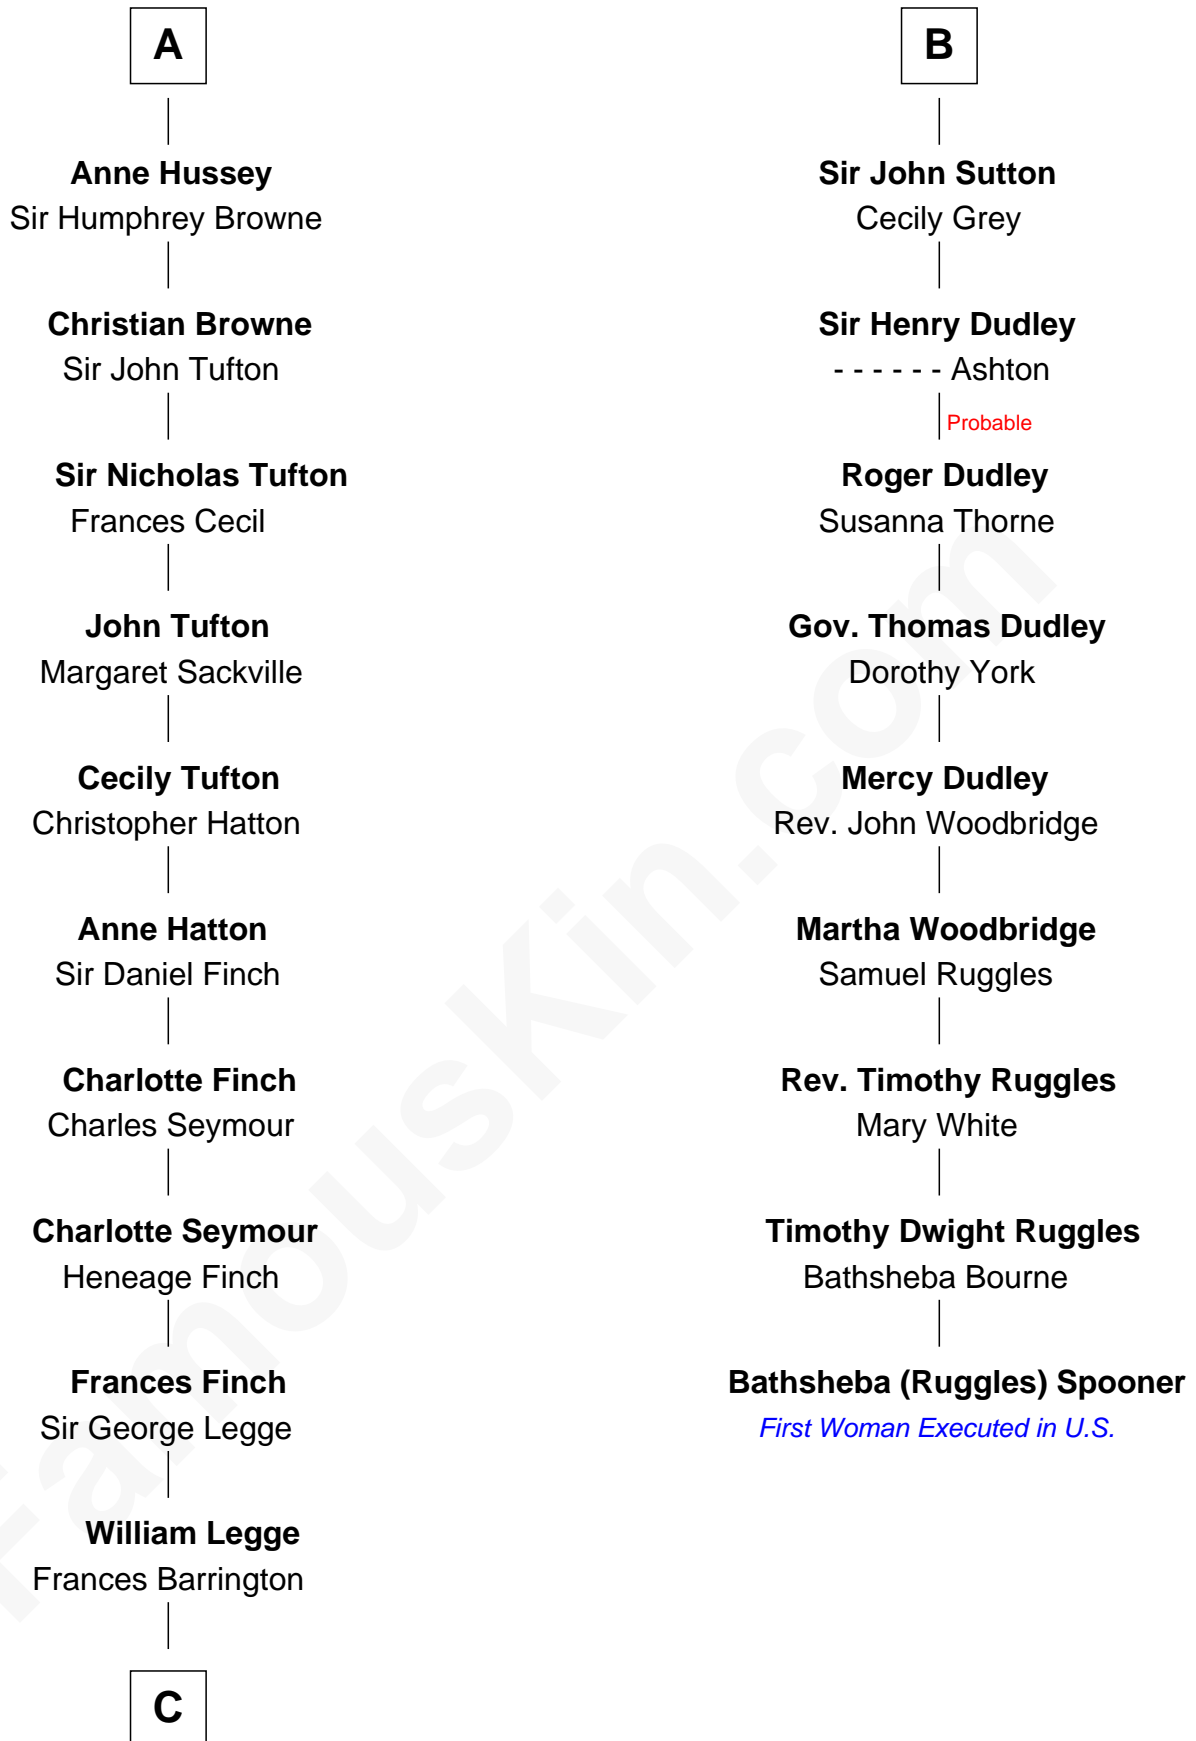 A
Anne Hussey
Sir Humphrey Browne
Christian Browne
Sir John Tufton
Sir Nicholas Tufton
Frances Cecil
John Tufton
Margaret Sackville
Cecily Tufton
Christopher Hatton
Anne Hatton
Sir Daniel Finch
Charlotte Finch
Charles Seymour
Charlotte Seymour
Heneage Finch
Frances Finch
Sir George Legge
William Legge
Frances Barrington
C
B
Sir John Sutton
Cecily Grey
Sir Henry Dudley
- - - - - - Ashton
Probable
Roger Dudley
Susanna Thorne
Gov. Thomas Dudley
Dorothy York
Mercy Dudley
Rev. John Woodbridge
Martha Woodbridge
Samuel Ruggles
Rev. Timothy Ruggles
Mary White
Timothy Dwight Ruggles
Bathsheba Bourne
Bathsheba (Ruggles) Spooner
First Woman Executed in U.S.
FamousKin.com